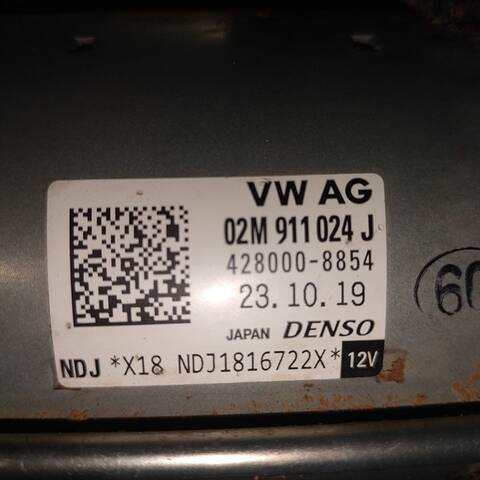 VW AG
02M 911 024 J
428000-8854
23.10.19
JAPAN DENSO
NDJ *X18 NDJ1816722X* 12V